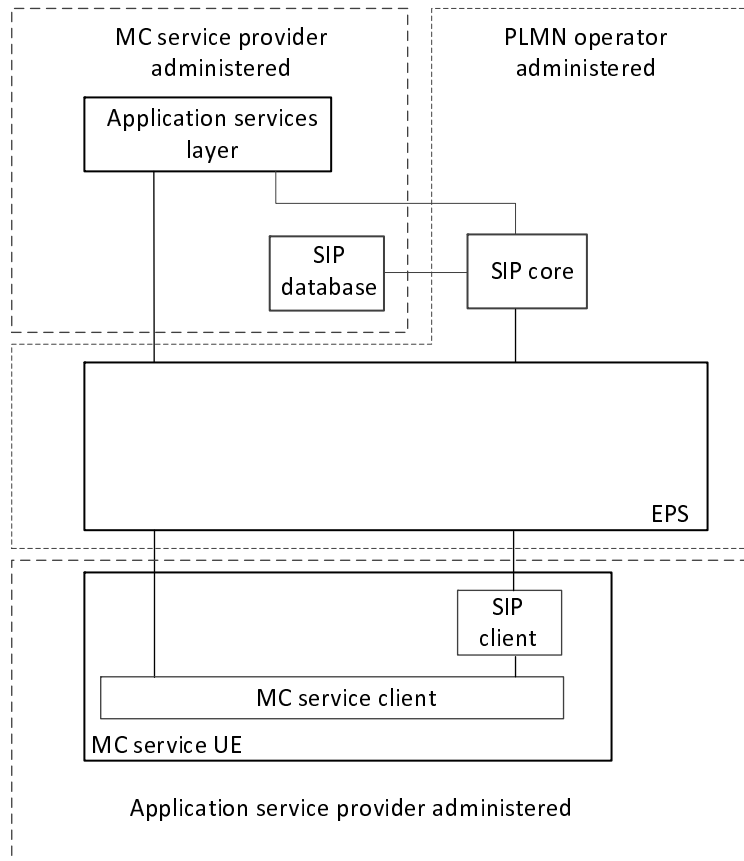 MC service provider
administered
PLMN operator
administered
Application services
layer
SIP
database
SIP core
EPS
SIP
client
MC service client
MC service UE
Application service provider administered